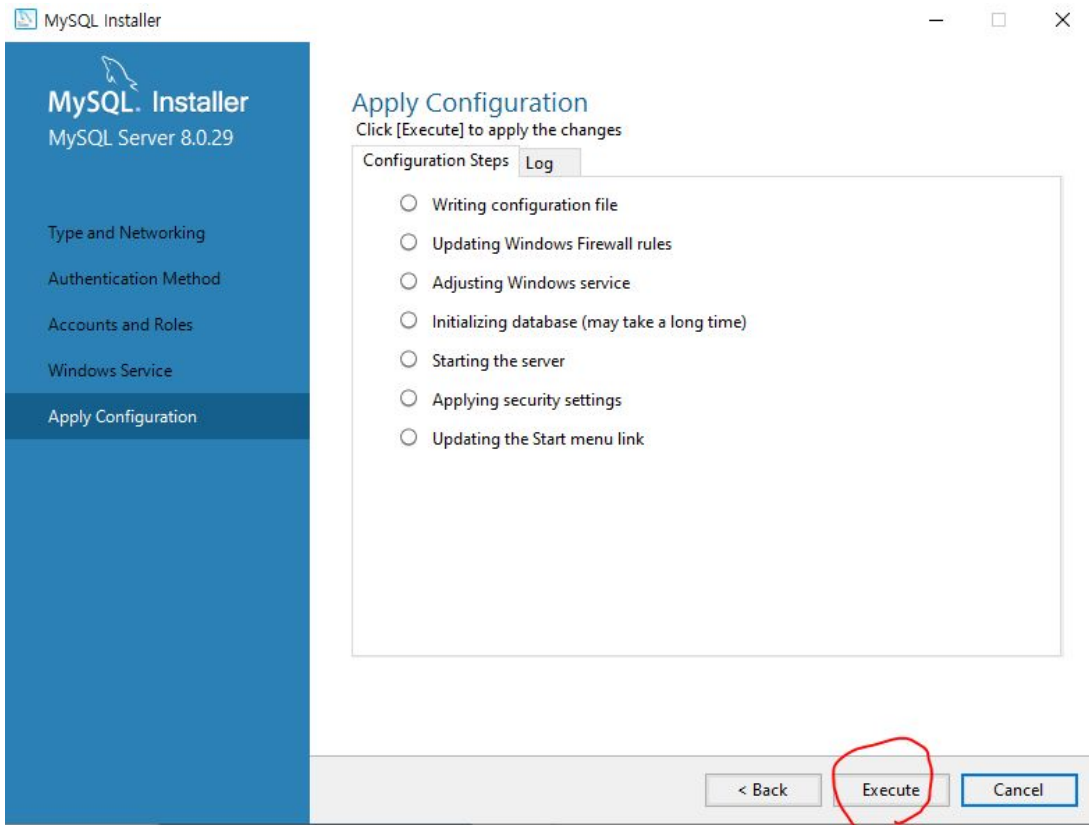 MySQL Installer
MySQL. Installer
MySQL Server 8.0.29
Type and Networking
Authentication Method
Accounts and Roles
Windows Service
Apply Configuration
Apply Configuration
Click [Execute] to apply the changes
Configuration Steps Log
Writing configuration file
Updating Windows Firewall rules
Adjusting Windows service
Initializing database (may take a long time)
Starting the server
Applying security settings
Updating the Start menu link
< Back Execute Cancel